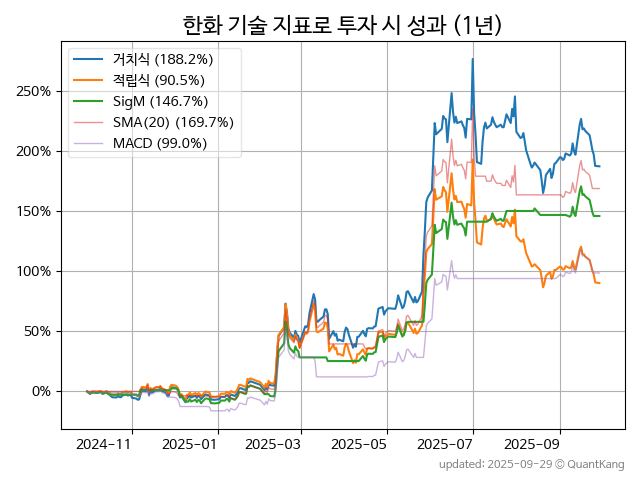 한화 기술 지표로 투자 시 성과 (1년)
거치식 (188.2%)
적립식 (90.5%)
SigM (146.7%)
SMA(20) (169.7%)
MACD (99.0%)
250%
200%
150%
100%
50%
0%
2024-11
2025-01
2025-03
2025-05
2025-07
2025-09
updated: 2025-09-29 © QuantKang